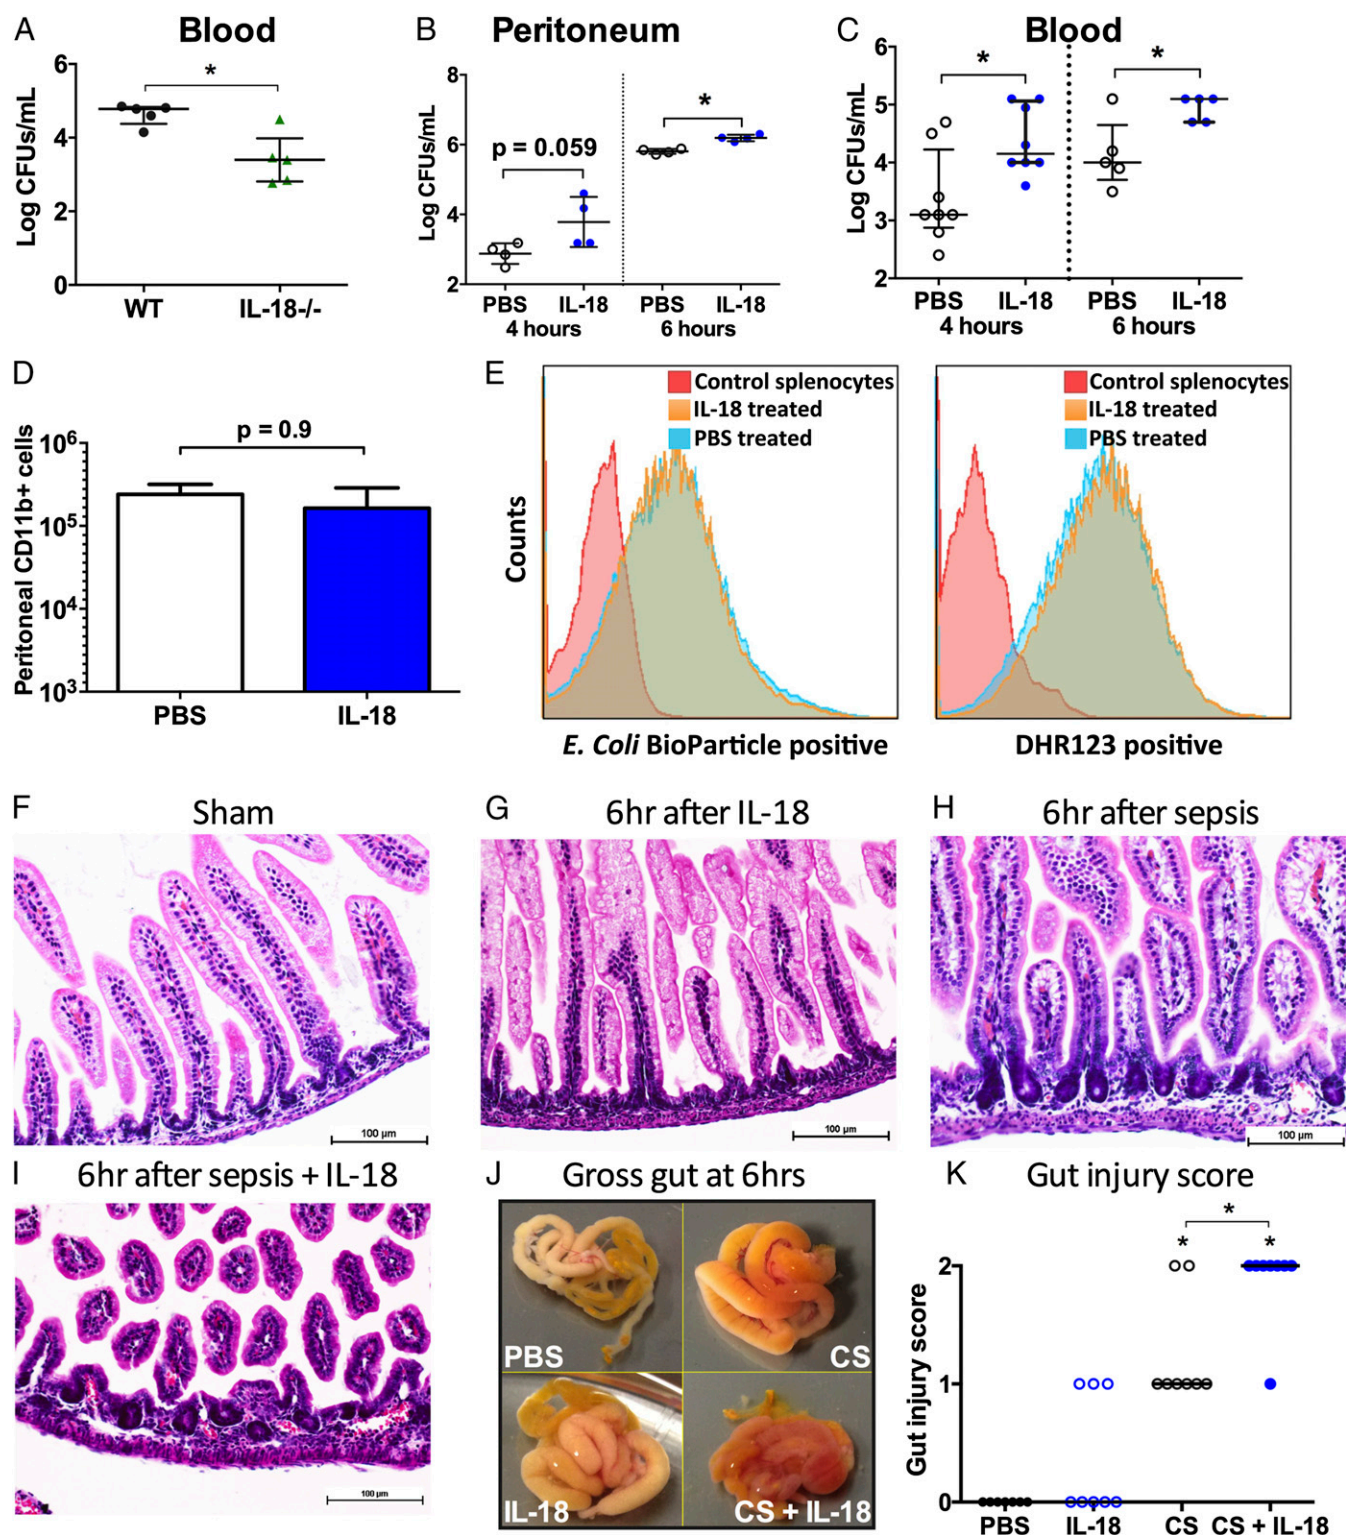 A Blood
Log CFUs/mL
6
4
2
0
*
WT IL-18-/-
B Peritoneum
Log CFUs/mL
8
6
4
2
p = 0.059
*
PBS IL-18 PBS IL-18
4 hours 6 hours
C Blood
Log CFUs/mL
6
5
4
3
2
* *
PBS IL-18 PBS IL-18
4 hours 6 hours
D
Peritoneal CD11b+ cells
10⁶
10⁵
10⁴
10³
p = 0.9
PBS IL-18
E
Counts
Control splenocytes
IL-18 treated
PBS treated
E. Coli BioParticle positive
Control splenocytes
IL-18 treated
PBS treated
DHR123 positive
F Sham
100 µm
G 6hr after IL-18
100 µm
H 6hr after sepsis
100 µm
I 6hr after sepsis + IL-18
100 µm
J Gross gut at 6hrs
PBS CS
IL-18 CS + IL-18
K Gut injury score
Gut injury score
2
1
0
*
* *
PBS IL-18 CS CS + IL-18